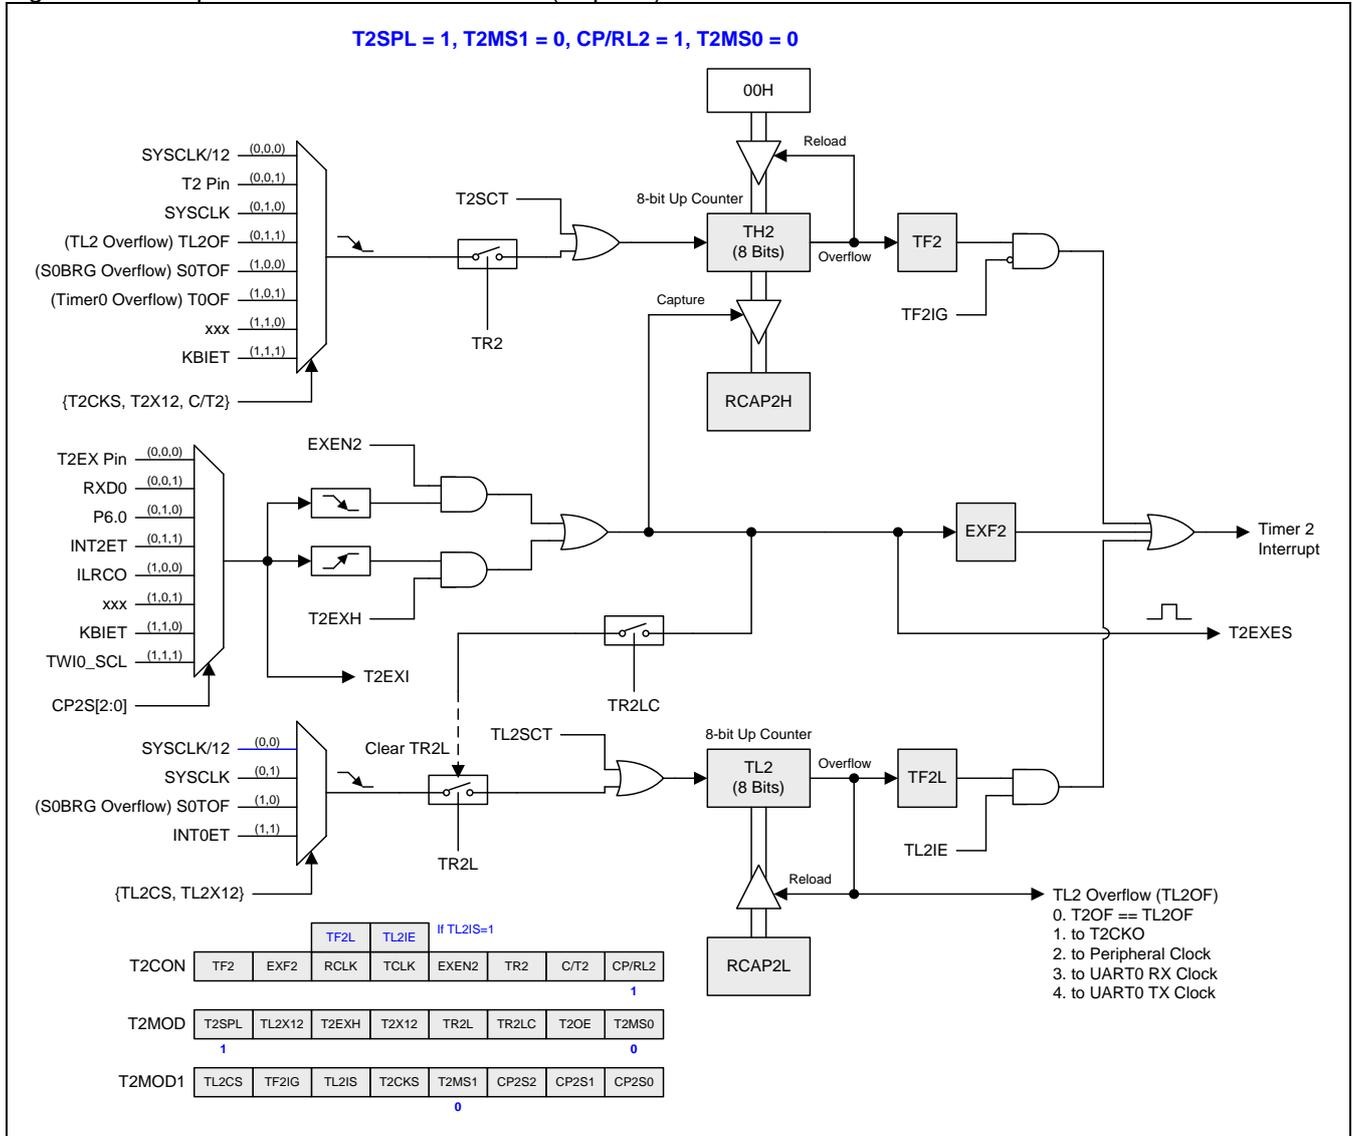 T2SPL = 1, T2MS1 = 0, CP/RL2 = 1, T2MS0 = 0
00H
Reload
SYSCLK/12 (0,0,0)
T2 Pin (0,0,1)
SYSCLK (0,1,0)
(TL2 Overflow) TL2OF (0,1,1)
(S0BRG Overflow) S0TOF (1,0,0)
(Timer0 Overflow) T0OF (1,0,1)
xxx (1,1,0)
KBIET (1,1,1)
{T2CKS, T2X12, C/T2}
TR2
T2SCT
8-bit Up Counter
TH2
(8 Bits)
Overflow
TF2
TF2IG
Capture
RCAP2H
T2EX Pin (0,0,0)
RXD0 (0,0,1)
P6.0 (0,1,0)
INT2ET (0,1,1)
ILRCO (1,0,0)
xxx (1,0,1)
KBIET (1,1,0)
TWI0_SCL (1,1,1)
CP2S[2:0]
EXEN2
T2EXH
T2EXI
EXF2
Timer 2
Interrupt
T2EXES
TR2LC
SYSCLK/12 (0,0)
SYSCLK (0,1)
(S0BRG Overflow) S0TOF (1,0)
INT0ET (1,1)
{TL2CS, TL2X12}
Clear TR2L
TR2L
TL2SCT
8-bit Up Counter
TL2
(8 Bits)
Overflow
TF2L
TL2IE
Reload
RCAP2L
TL2 Overflow (TL2OF)
0. T2OF == TL2OF
1. to T2CKO
2. to Peripheral Clock
3. to UART0 RX Clock
4. to UART0 TX Clock
TF2L TL2IE If TL2IS=1
T2CON TF2 EXF2 RCLK TCLK EXEN2 TR2 C/T2 CP/RL2
1
T2MOD T2SPL TL2X12 T2EXH T2X12 TR2L TR2LC T2OE T2MS0
1 0
T2MOD1 TL2CS TF2IG TL2IS T2CKS T2MS1 CP2S2 CP2S1 CP2S0
0